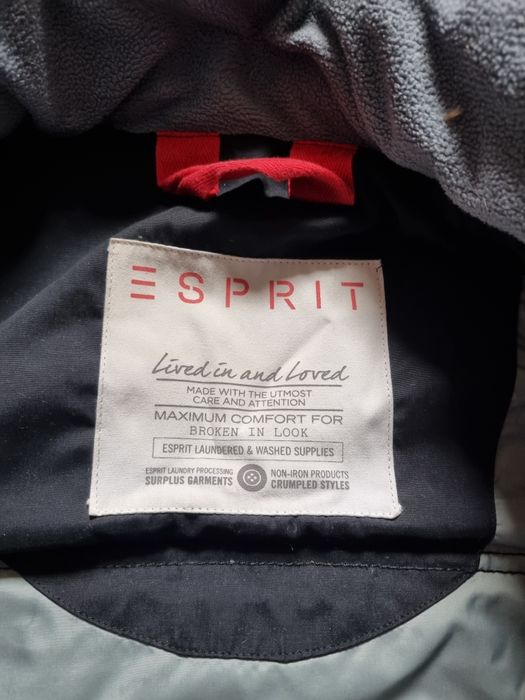 ESPRIT
Lived in and Loved
MADE WITH THE UTMOST
CARE AND ATTENTION
MAXIMUM COMFORT FOR
BROKEN IN LOOK
ESPRIT LAUNDERED & WASHED SUPPLIES
ESPRIT LAUNDRY PROCESSING
SURPLUS GARMENTS
NON-IRON PRODUCTS
CRUMPLED STYLES